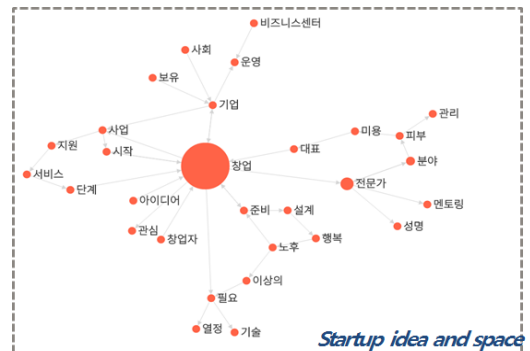 비즈니스센터
사회
운영
보유
기업
관리
사업
미용
피부
지원
시작
대표
분야
창업
서비스
단계
전문가
아이디어
멘토링
준비
설계
관심
성명
창업자
노후
행복
이상의
필요
열정
기술
Startup idea and space